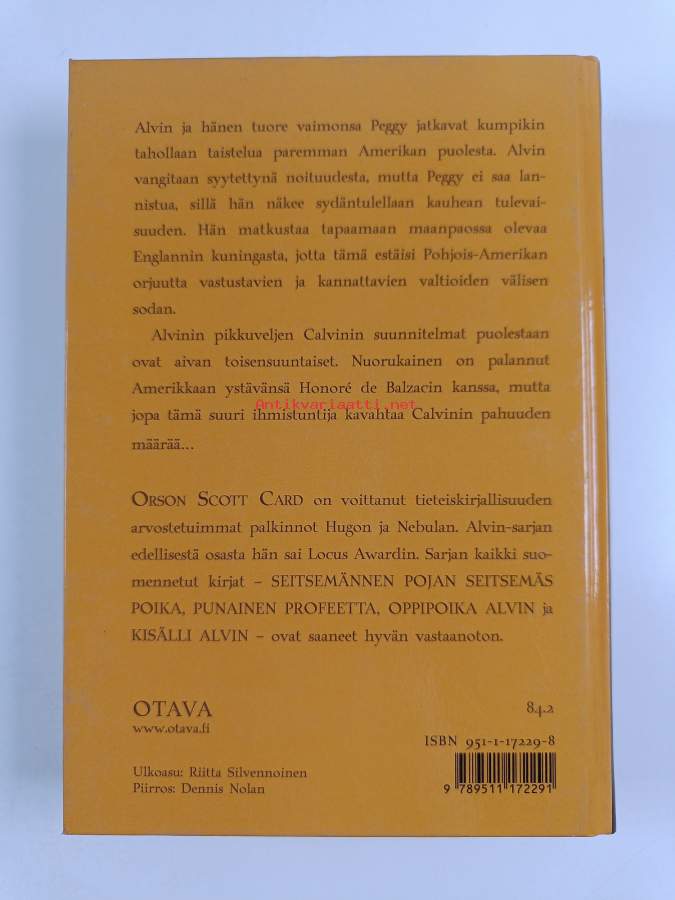 Alvin ja hänen tuore vaimonsa Peggy jatkavat kumpikin
tahollaan taistelua paremman Amerikan puolesta. Alvin
vangitaan syytettynä noituudesta, mutta Peggy ei saa lan-
nistua, sillä hän näkee sydäntulellaan kauhean tulevai-
suuden. Hän matkustaa tapaamaan maanpaossa olevaa
Englannin kuningasta, jotta tämä estäisi Pohjois-Amerikan
orjuutta vastustavien ja kannattavien valtioiden välisen
sodan.
Alvinin pikkuveljen Calvinin suunnitelmat puolestaan
ovat aivan toisensuuntaiset. Nuorukainen on palannut
Amerikkaan ystävänsä Honoré de Balzacin kanssa, mutta
Antikvariaatti.net
jopa tämä suuri ihmistuntija kavahtaa Calvinin pahuuden
määrää...
ORSON SCOTT CARD on voittanut tieteiskirjallisuuden
arvostetuimmat palkinnot Hugon ja Nebulan. Alvin-sarjan
edellisestä osasta hän sai Locus Awardin. Sarjan kaikki suo-
mennetut kirjat – SEITSEMÄNNEN POJAN SEITSEMÄS
POIKA, PUNAINEN PROFEETTA, OPPIPOIKA ALVIN ja
KISÄLLI ALVIN – ovat saaneet hyvän vastaanoton.
OTAVA 84.2
www.otava.fi
ISBN 951-1-17229-8
Ulkoasu: Riitta Silvennoinen
Piirros: Dennis Nolan
9 789511 172291